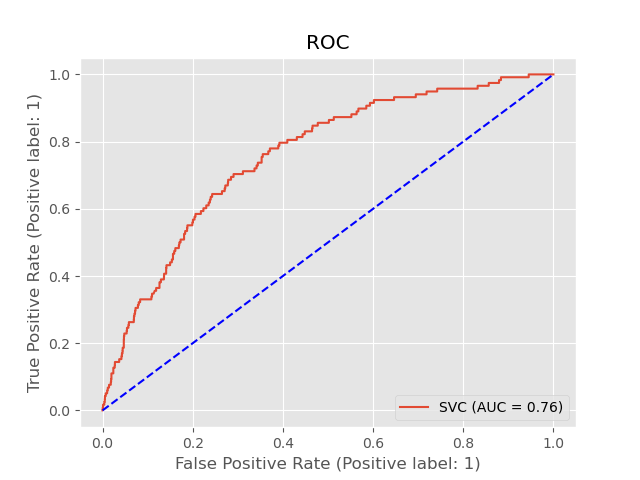 ROC
True Positive Rate (Positive label: 1)
1.0
0.8
0.6
0.4
0.2
0.0
SVC (AUC = 0.76)
0.0 0.2 0.4 0.6 0.8 1.0
False Positive Rate (Positive label: 1)